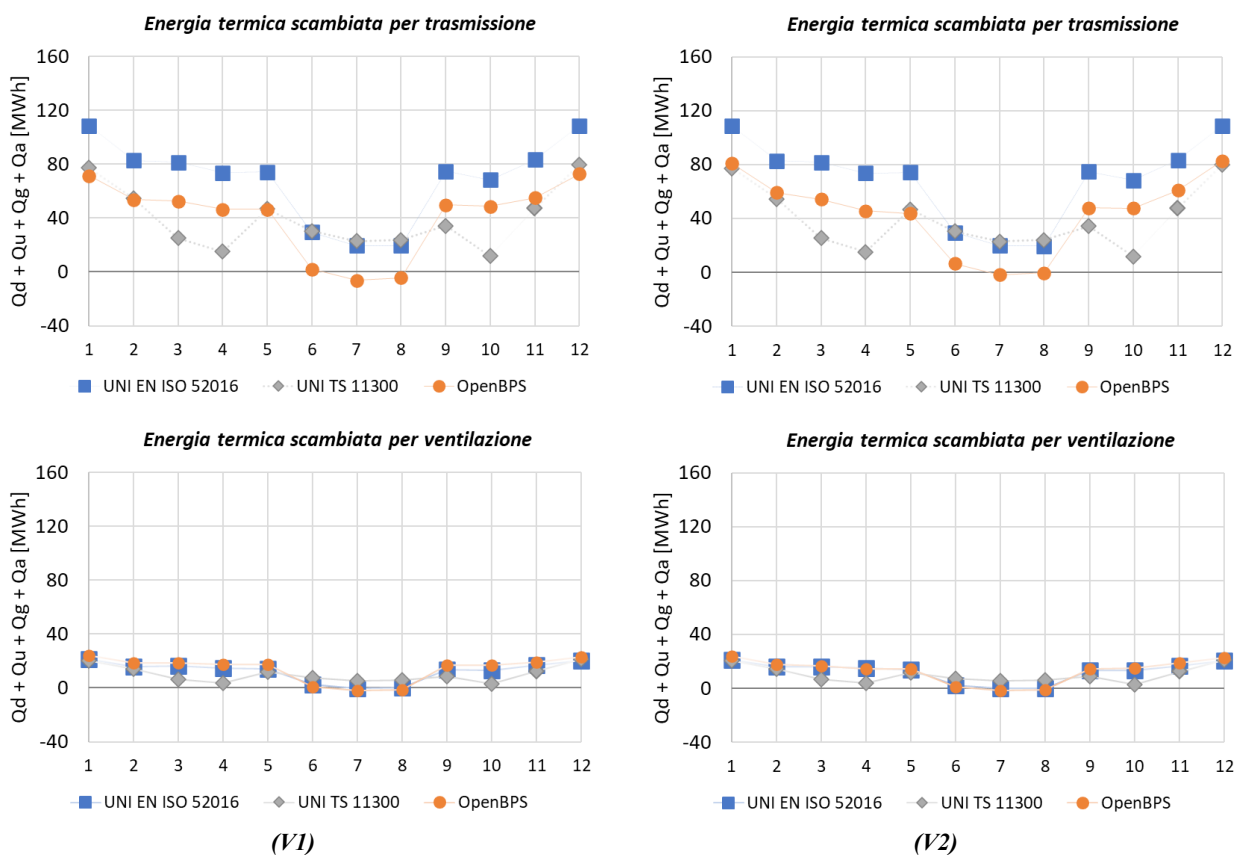 Energia termica scambiata per trasmissione
Qd + Qu + Qg + Qa [MWh]
160
120
80
40
0
-40
1 2 3 4 5 6 7 8 9 10 11 12
UNI EN ISO 52016 UNI TS 11300 OpenBPS
Energia termica scambiata per trasmissione
Qd + Qu + Qg + Qa [MWh]
160
120
80
40
0
-40
1 2 3 4 5 6 7 8 9 10 11 12
UNI EN ISO 52016 UNI TS 11300 OpenBPS
Energia termica scambiata per ventilazione
Qd + Qu + Qg + Qa [MWh]
160
120
80
40
0
-40
1 2 3 4 5 6 7 8 9 10 11 12
UNI EN ISO 52016 UNI TS 11300 OpenBPS
(V1)
Energia termica scambiata per ventilazione
Qd + Qu + Qg + Qa [MWh]
160
120
80
40
0
-40
1 2 3 4 5 6 7 8 9 10 11 12
UNI EN ISO 52016 UNI TS 11300 OpenBPS
(V2)